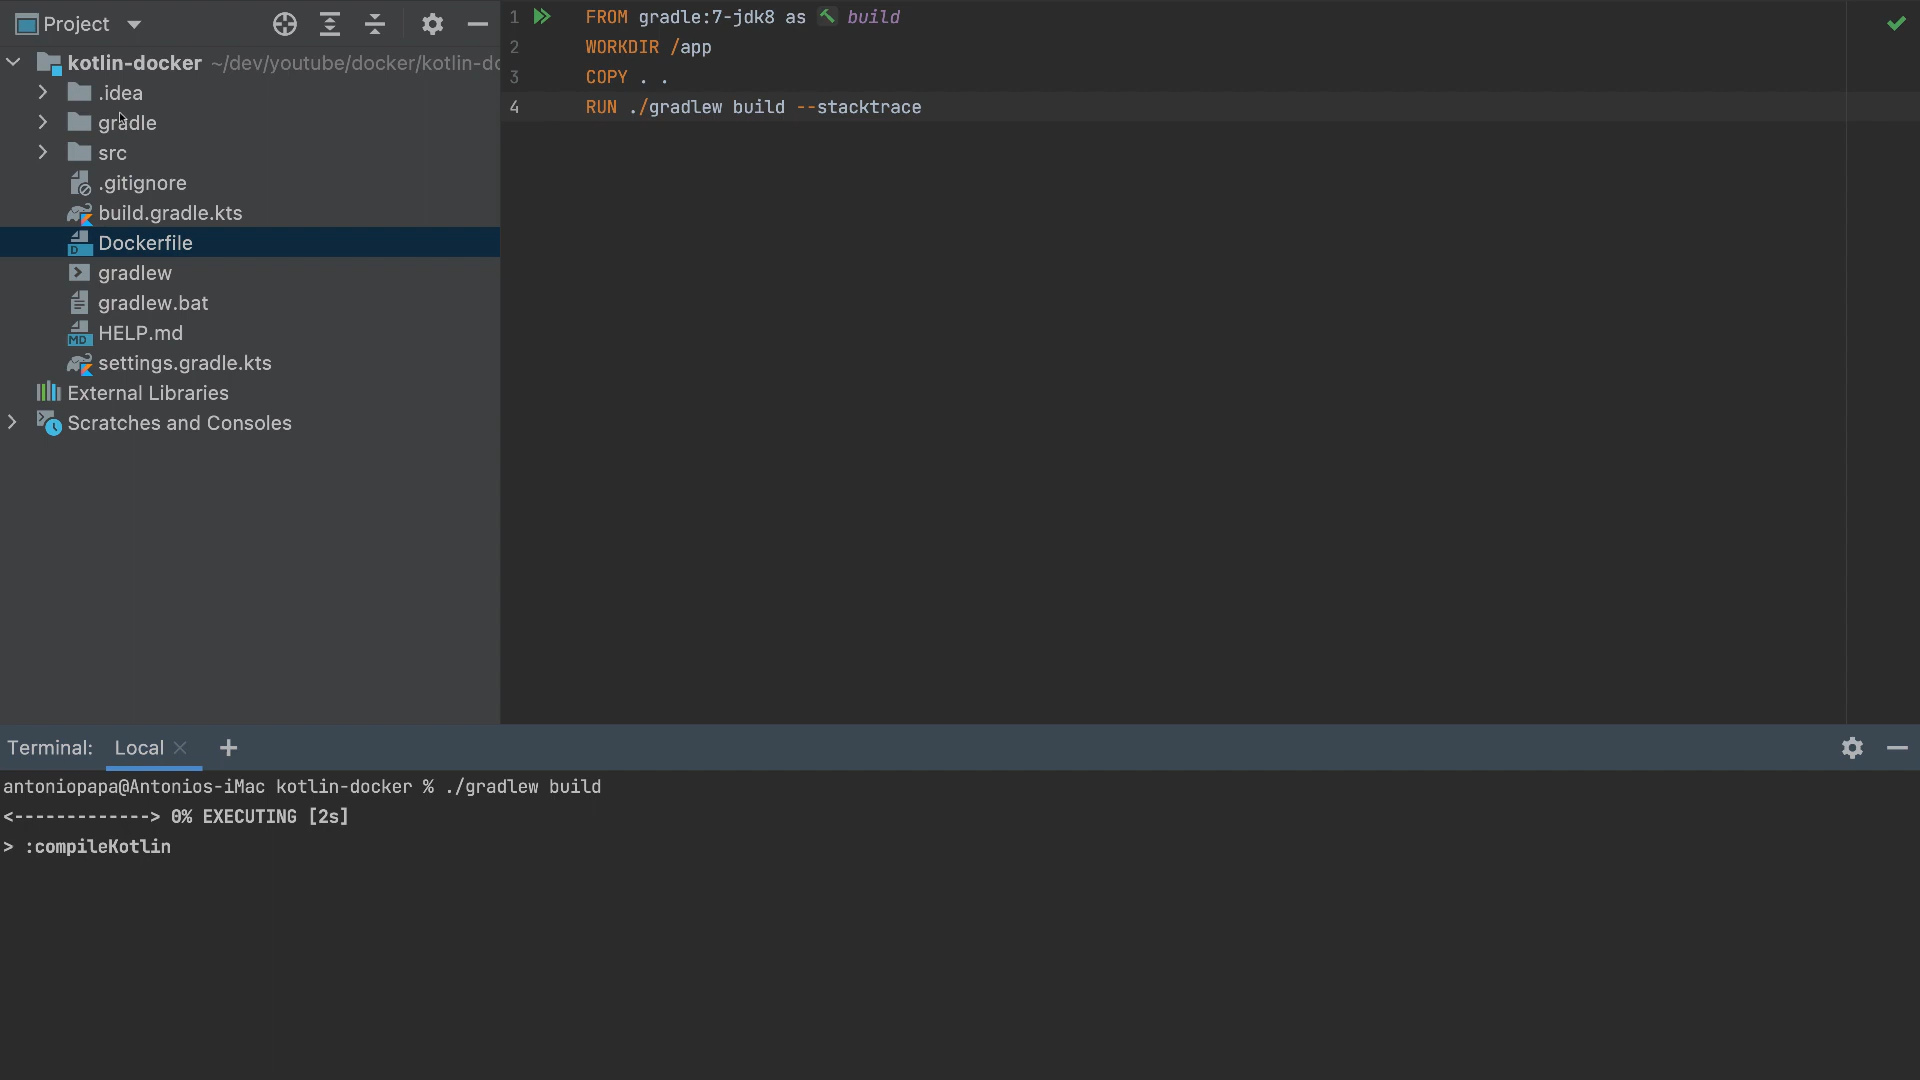 Project
kotlin-docker ~/dev/youtube/docker/kotlin-do
.idea
gradle
src
.gitignore
build.gradle.kts
Dockerfile
gradlew
gradlew.bat
HELP.md
settings.gradle.kts
External Libraries
Scratches and Consoles
1 FROM gradle:7-jdk8 as build
2 WORKDIR /app
3 COPY . .
4 RUN ./gradlew build --stacktrace
Terminal: Local
antoniopapa@Antonios-iMac kotlin-docker % ./gradlew build
<-------------> 0% EXECUTING [2s]
> :compileKotlin